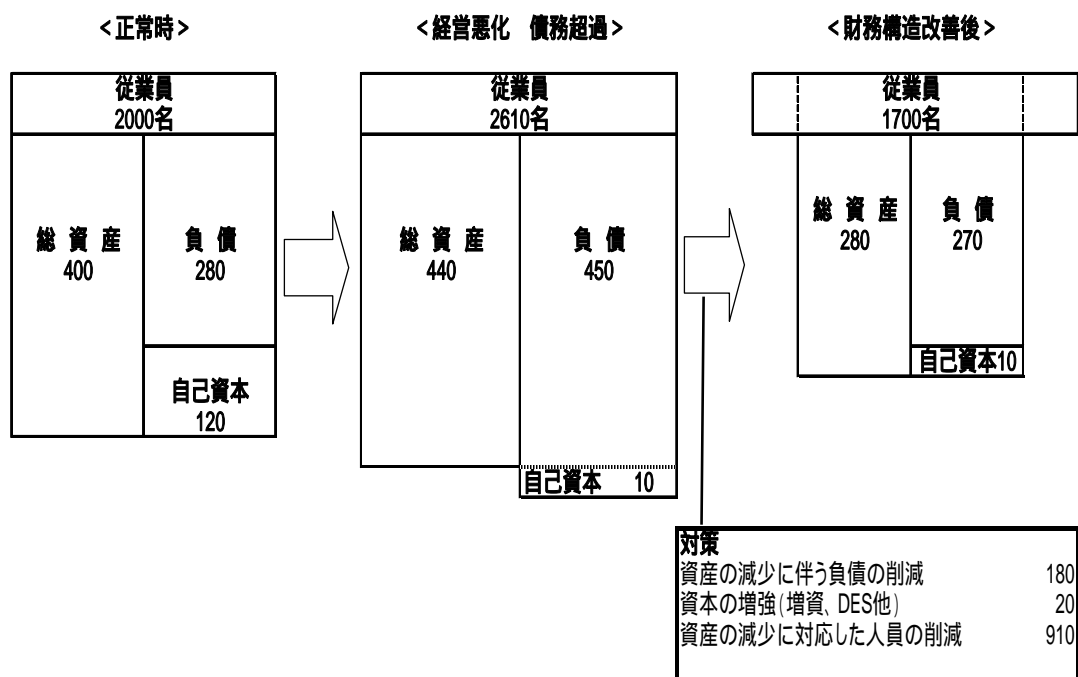 <正常時>
従業員
2000名
総 資 産
400
負 債
280
自己資本
120
<経営悪化 債務超過>
従業員
2610名
総 資 産
440
負 債
450
自己資本 10
<財務構造改善後>
従業員
1700名
総 資 産
280
負 債
270
自己資本10
対策
資産の減少に伴う負債の削減 180
資本の増強(増資、DES他) 20
資産の減少に対応した人員の削減 910